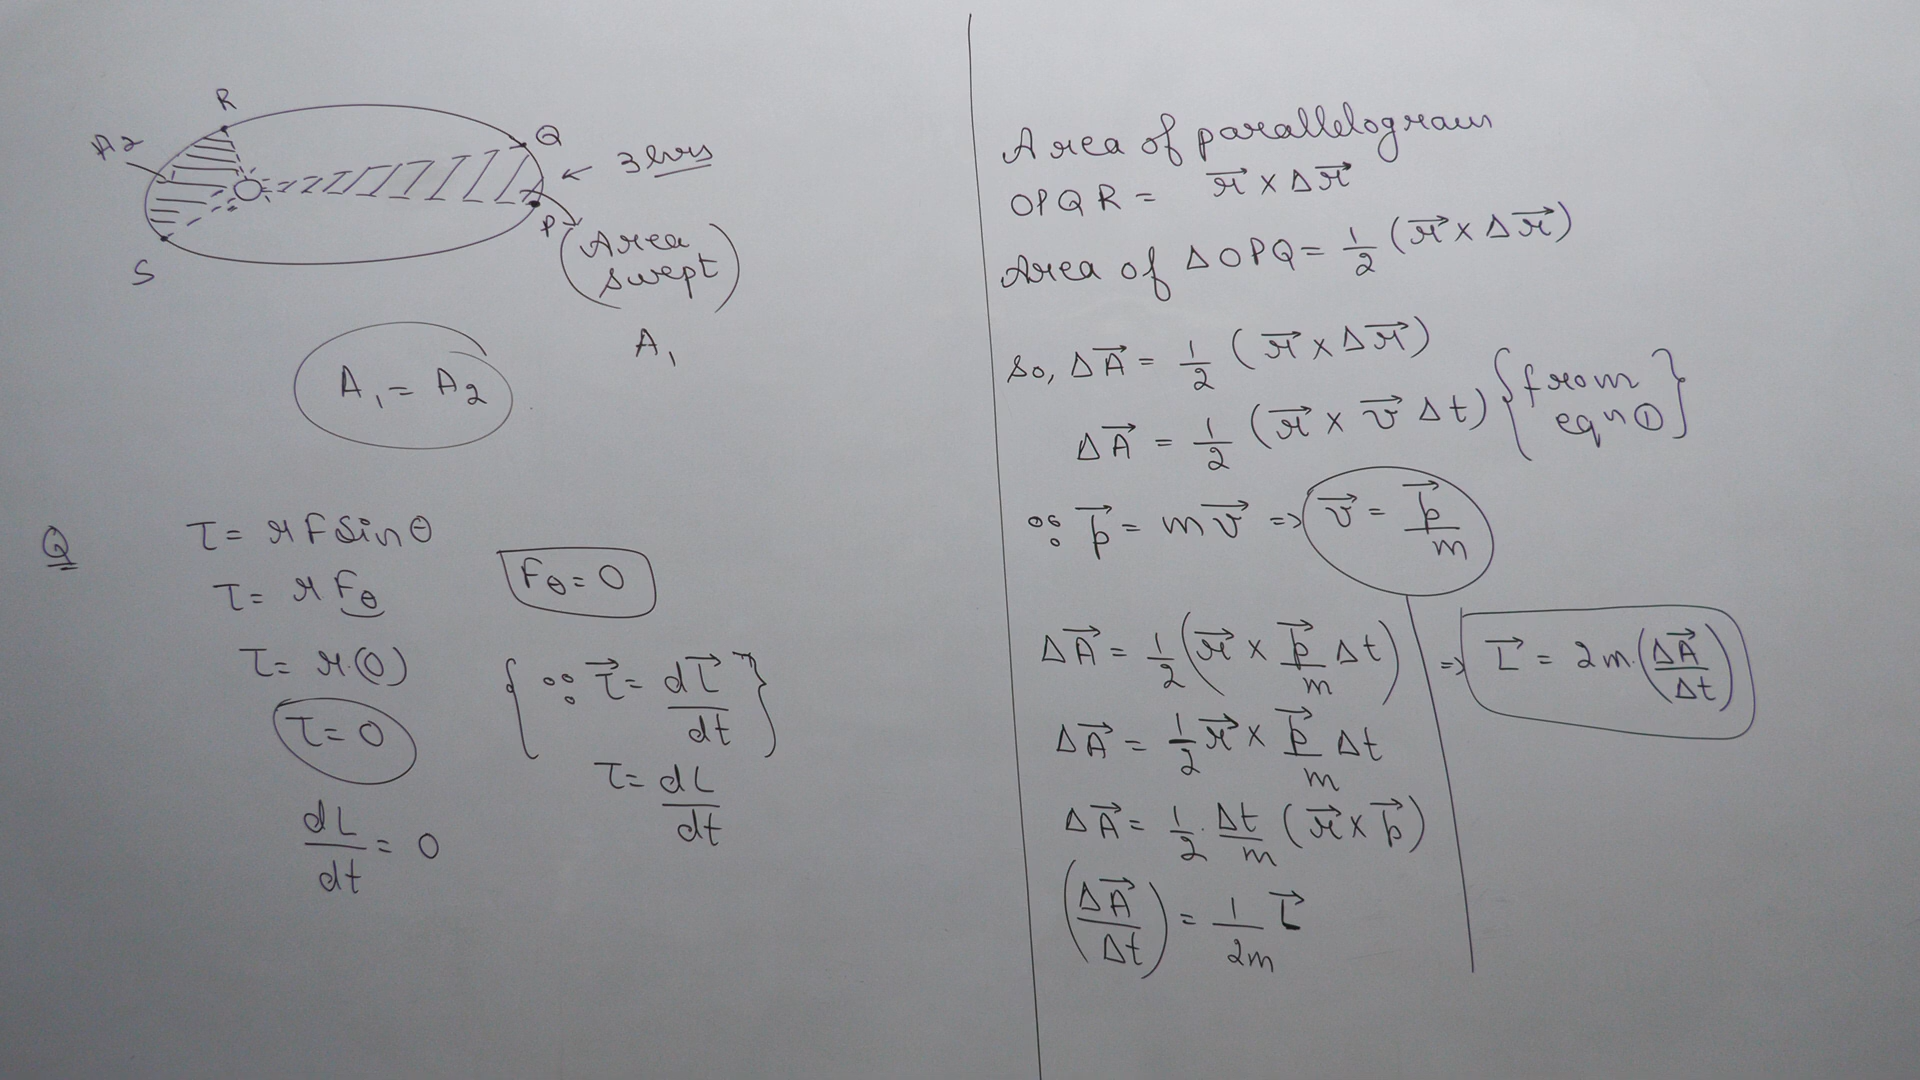 R
A2
Q
← 3 hrs
P
S
(Area swept)
A₁
A₁ = A₂
Q
τ = rFsinθ
τ = rFθ
Fθ = 0
τ = r.(0)
{∵ τ⃗ = dL⃗/dt}
τ = 0
τ = dL/dt
dL/dt = 0
Area of parallelogram
OPQR = r⃗ × Δr⃗
Area of ΔOPQ = 1/2 (r⃗ × Δr⃗)
So, ΔA⃗ = 1/2 (r⃗ × Δr⃗)
ΔA⃗ = 1/2 (r⃗ × v⃗ Δt) {from eqn ①}
∵ p⃗ = mv⃗ ⇒ v⃗ = p⃗/m
ΔA⃗ = 1/2 (r⃗ × p⃗/m Δt)
ΔA⃗ = 1/2 r⃗ × p⃗/m Δt
ΔA⃗ = 1/2 . Δt/m (r⃗ × p⃗)
(ΔA⃗/Δt) = 1/2m L⃗
⇒ L⃗ = 2m.(ΔA⃗/Δt)